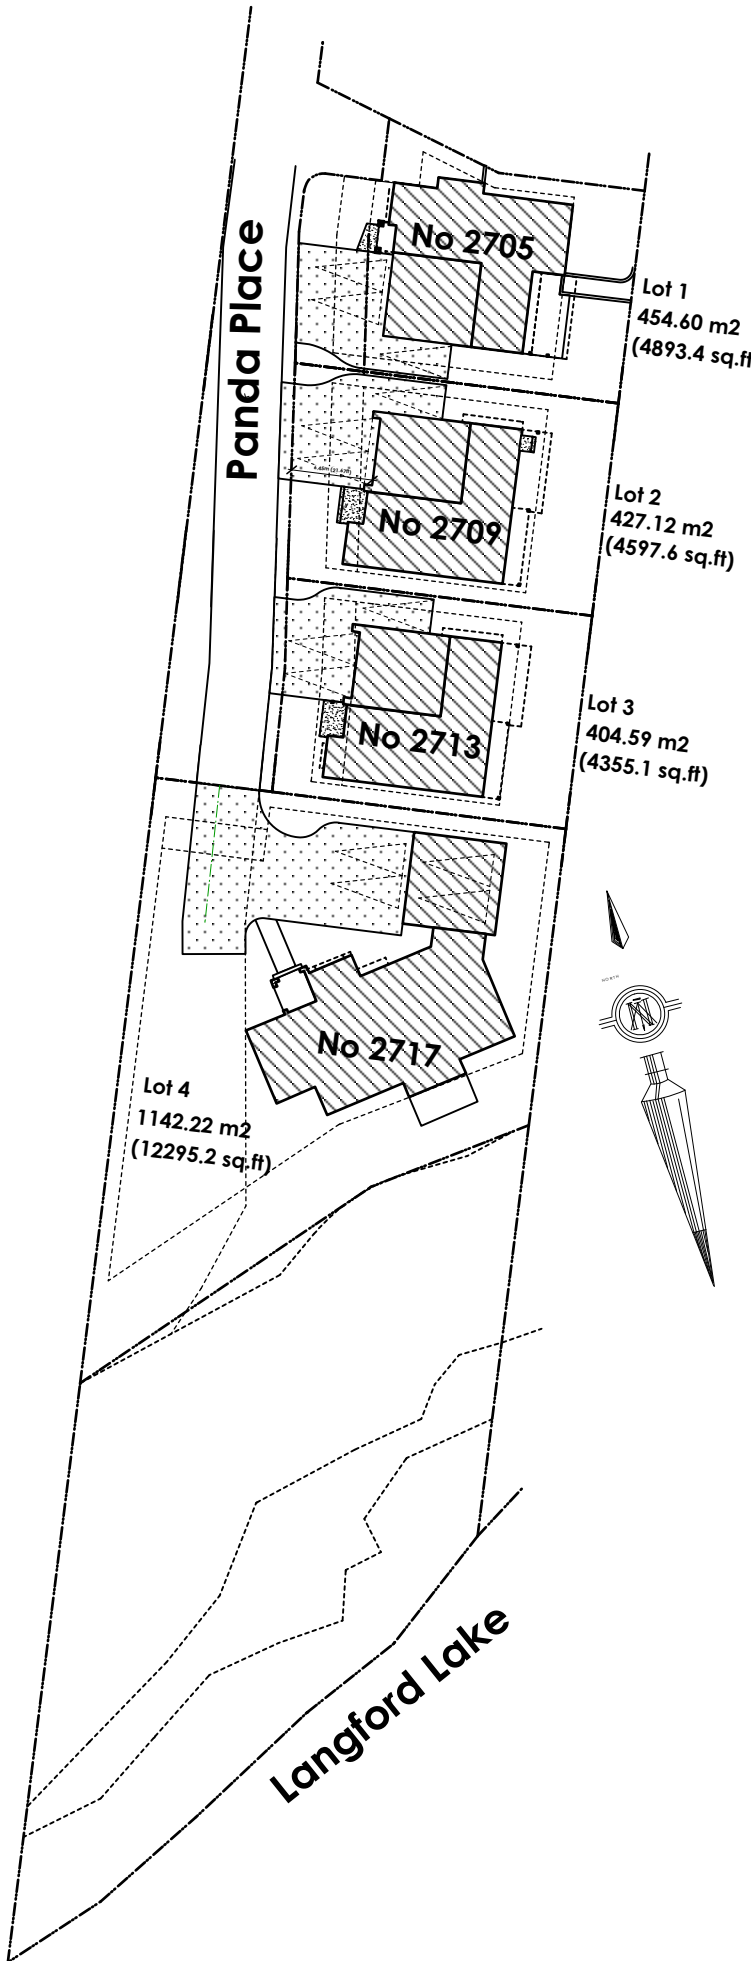 Panda Place
No 2705
Lot 1
454.60 m2
(4893.4 sq.ft
No 2709
Lot 2
427.12 m2
(4597.6 sq.ft)
No 2713
Lot 3
404.59 m2
(4355.1 sq.ft)
NORTH
No 2717
Lot 4
1142.22 m2
(12295.2 sq.ft)
Langford Lake